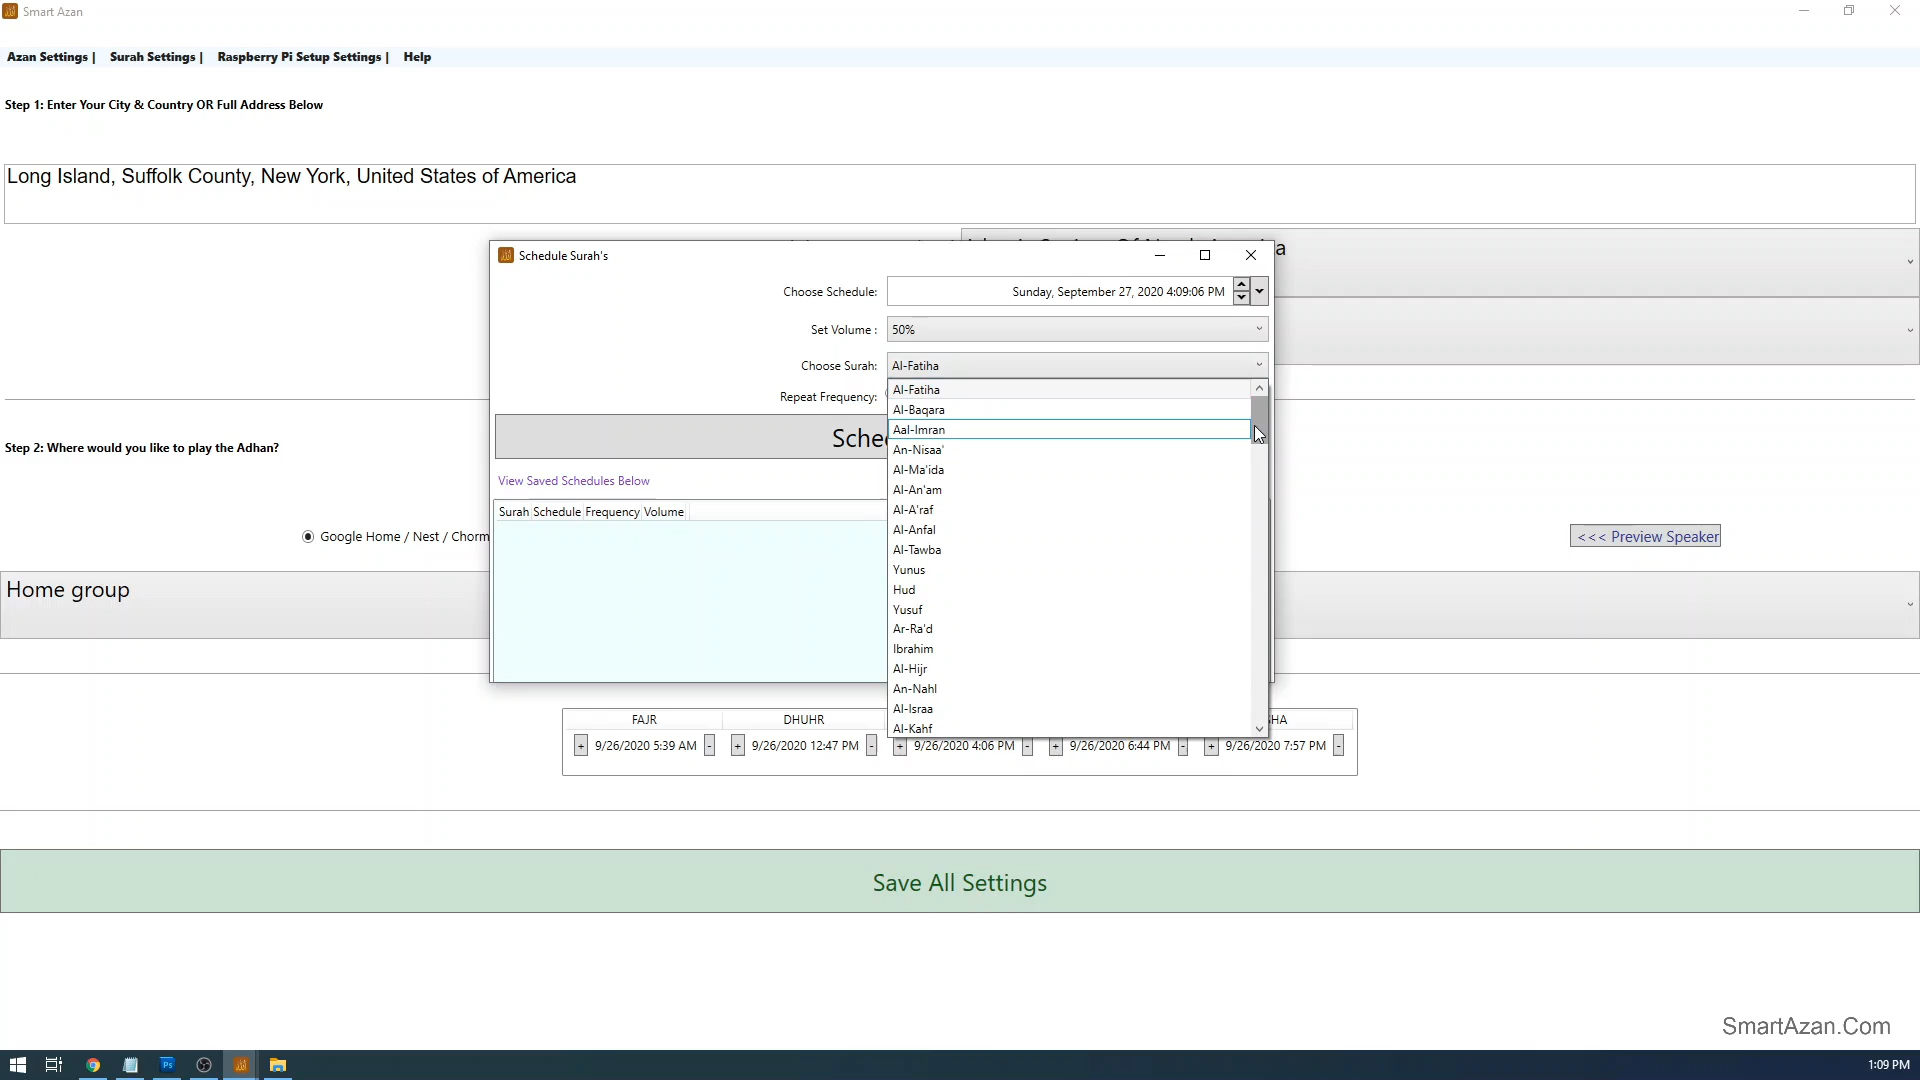 Smart Azan
Azan Settings | Surah Settings | Raspberry Pi Setup Settings | Help
Step 1: Enter Your City & Country OR Full Address Below
Long Island, Suffolk County, New York, United States of America
Schedule Surah's
Choose Schedule: Sunday, September 27, 2020 4:09:06 PM
Set Volume : 50%
Choose Surah: Al-Fatiha
Repeat Frequency:
Al-Fatiha
Al-Baqara
Aal-Imran
An-Nisaa'
Al-Ma'ida
Al-An'am
Al-A'raf
Al-Anfal
Al-Tawba
Yunus
Hud
Yusuf
Ar-Ra'd
Ibrahim
Al-Hijr
An-Nahl
Al-Israa
Al-Kahf
Sche
View Saved Schedules Below
Surah Schedule Frequency Volume
Step 2: Where would you like to play the Adhan?
Google Home / Nest / Chorm
<<< Preview Speaker
Home group
FAJR DHUHR SHA
+ 9/26/2020 5:39 AM - + 9/26/2020 12:47 PM - + 9/26/2020 4:06 PM - + 9/26/2020 6:44 PM - + 9/26/2020 7:57 PM -
Save All Settings
SmartAzan.Com
Ps
1:09 PM